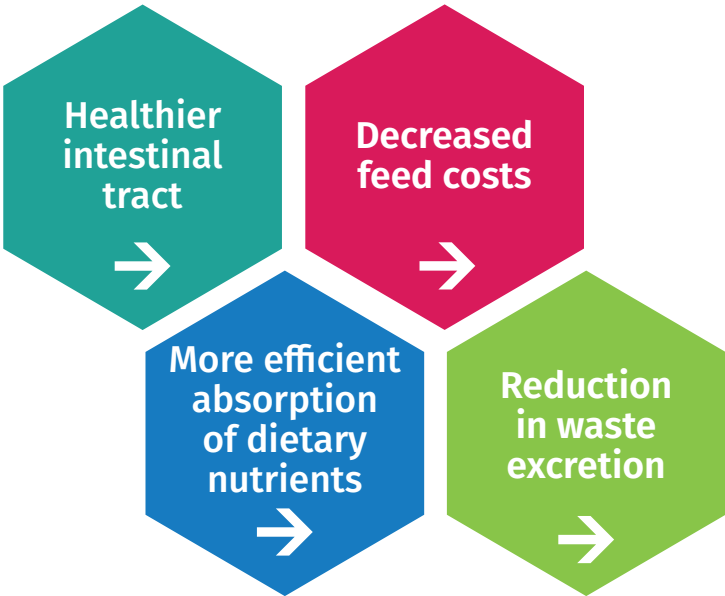 Healthier
intestinal
tract
Decreased
feed costs
More efficient
absorption
of dietary
nutrients
Reduction
in waste
excretion